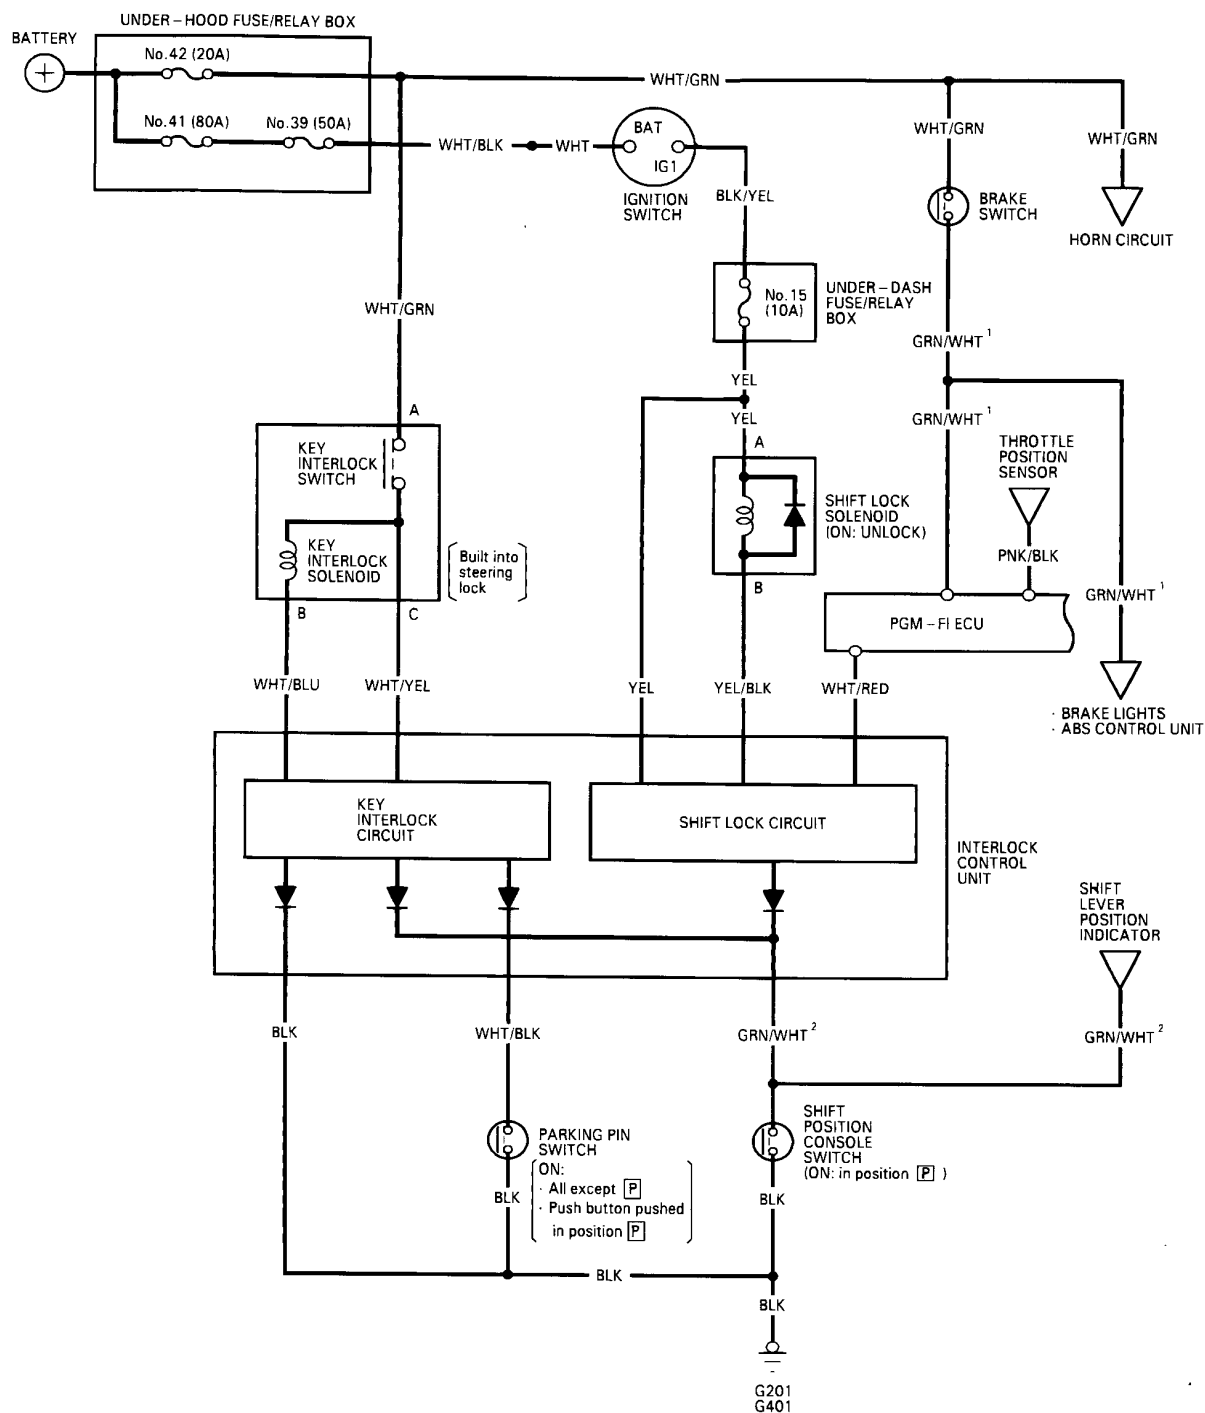 UNDER–HOOD FUSE/RELAY BOX
BATTERY
+
No.42 (20A)
No.41 (80A)
No.39 (50A)
WHT/GRN
WHT/BLK
WHT
BAT
IG1
IGNITION
SWITCH
BLK/YEL
WHT/GRN
WHT/GRN
BRAKE
SWITCH
HORN CIRCUIT
WHT/GRN
No.15
(10A)
UNDER–DASH
FUSE/RELAY
BOX
GRN/WHT 1
YEL
YEL
GRN/WHT 1
A
KEY
INTERLOCK
SWITCH
KEY
INTERLOCK
SOLENOID
B
C
Built into
steering
lock
A
SHIFT LOCK
SOLENOID
(ON: UNLOCK)
B
THROTTLE
POSITION
SENSOR
PNK/BLK
GRN/WHT 1
PGM–FI ECU
WHT/BLU
WHT/YEL
YEL
YEL/BLK
WHT/RED
· BRAKE LIGHTS
· ABS CONTROL UNIT
KEY
INTERLOCK
CIRCUIT
SHIFT LOCK CIRCUIT
INTERLOCK
CONTROL
UNIT
SHIFT
LEVER
POSITION
INDICATOR
BLK
WHT/BLK
GRN/WHT 2
GRN/WHT 2
PARKING PIN
SWITCH
ON:
· All except P
· Push button pushed
in position P
SHIFT
POSITION
CONSOLE
SWITCH
(ON: in position P )
BLK
BLK
BLK
BLK
G201
G401